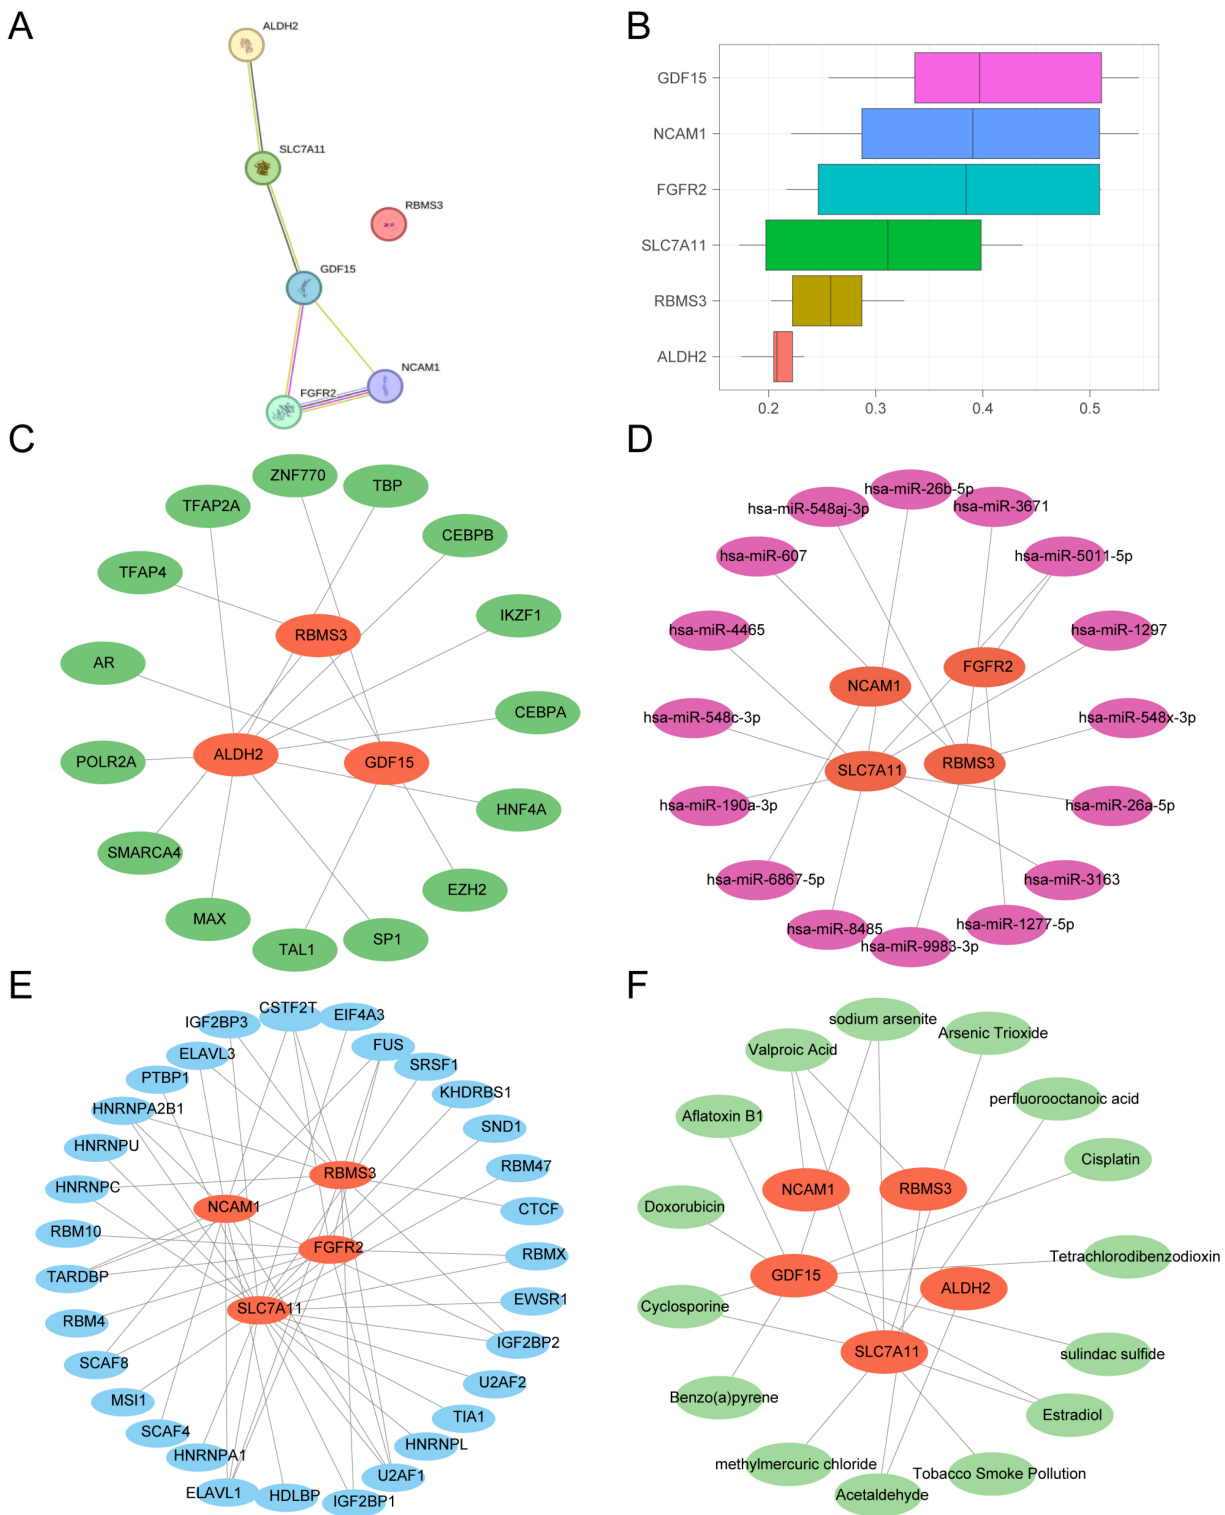 A
ALDH2
SLC7A11
RBMS3
GDF15
NCAM1
FGFR2
B
GDF15
NCAM1
FGFR2
SLC7A11
RBMS3
ALDH2
0.2 0.3 0.4 0.5
C
ZNF770
TBP
TFAP2A
CEBPB
TFAP4
IKZF1
RBMS3
AR
CEBPA
ALDH2
GDF15
POLR2A
HNF4A
SMARCA4
EZH2
MAX
SP1
TAL1
D
hsa-miR-26b-5p
hsa-miR-548aj-3p
hsa-miR-3671
hsa-miR-607
hsa-miR-5011-5p
hsa-miR-4465
hsa-miR-1297
FGFR2
NCAM1
hsa-miR-548c-3p
hsa-miR-548x-3p
SLC7A11
RBMS3
hsa-miR-190a-3p
hsa-miR-26a-5p
hsa-miR-6867-5p
hsa-miR-3163
hsa-miR-8485
hsa-miR-1277-5p
hsa-miR-9983-3p
E
CSTF2T
IGF2BP3
EIF4A3
ELAVL3
FUS
PTBP1
SRSF1
HNRNPA2B1
KHDRBS1
HNRNPU
SND1
HNRNPC
RBMS3
RBM47
NCAM1
CTCF
RBM10
FGFR2
RBMX
TARDBP
SLC7A11
EWSR1
RBM4
IGF2BP2
SCAF8
U2AF2
MSI1
TIA1
SCAF4
HNRNPL
HNRNPA1
U2AF1
ELAVL1
HDLBP
IGF2BP1
F
sodium arsenite
Valproic Acid
Arsenic Trioxide
Aflatoxin B1
perfluorooctanoic acid
Cisplatin
NCAM1
RBMS3
Doxorubicin
Tetrachlorodibenzodioxin
GDF15
ALDH2
Cyclosporine
SLC7A11
sulindac sulfide
Benzo(a)pyrene
Estradiol
methylmercuric chloride
Tobacco Smoke Pollution
Acetaldehyde